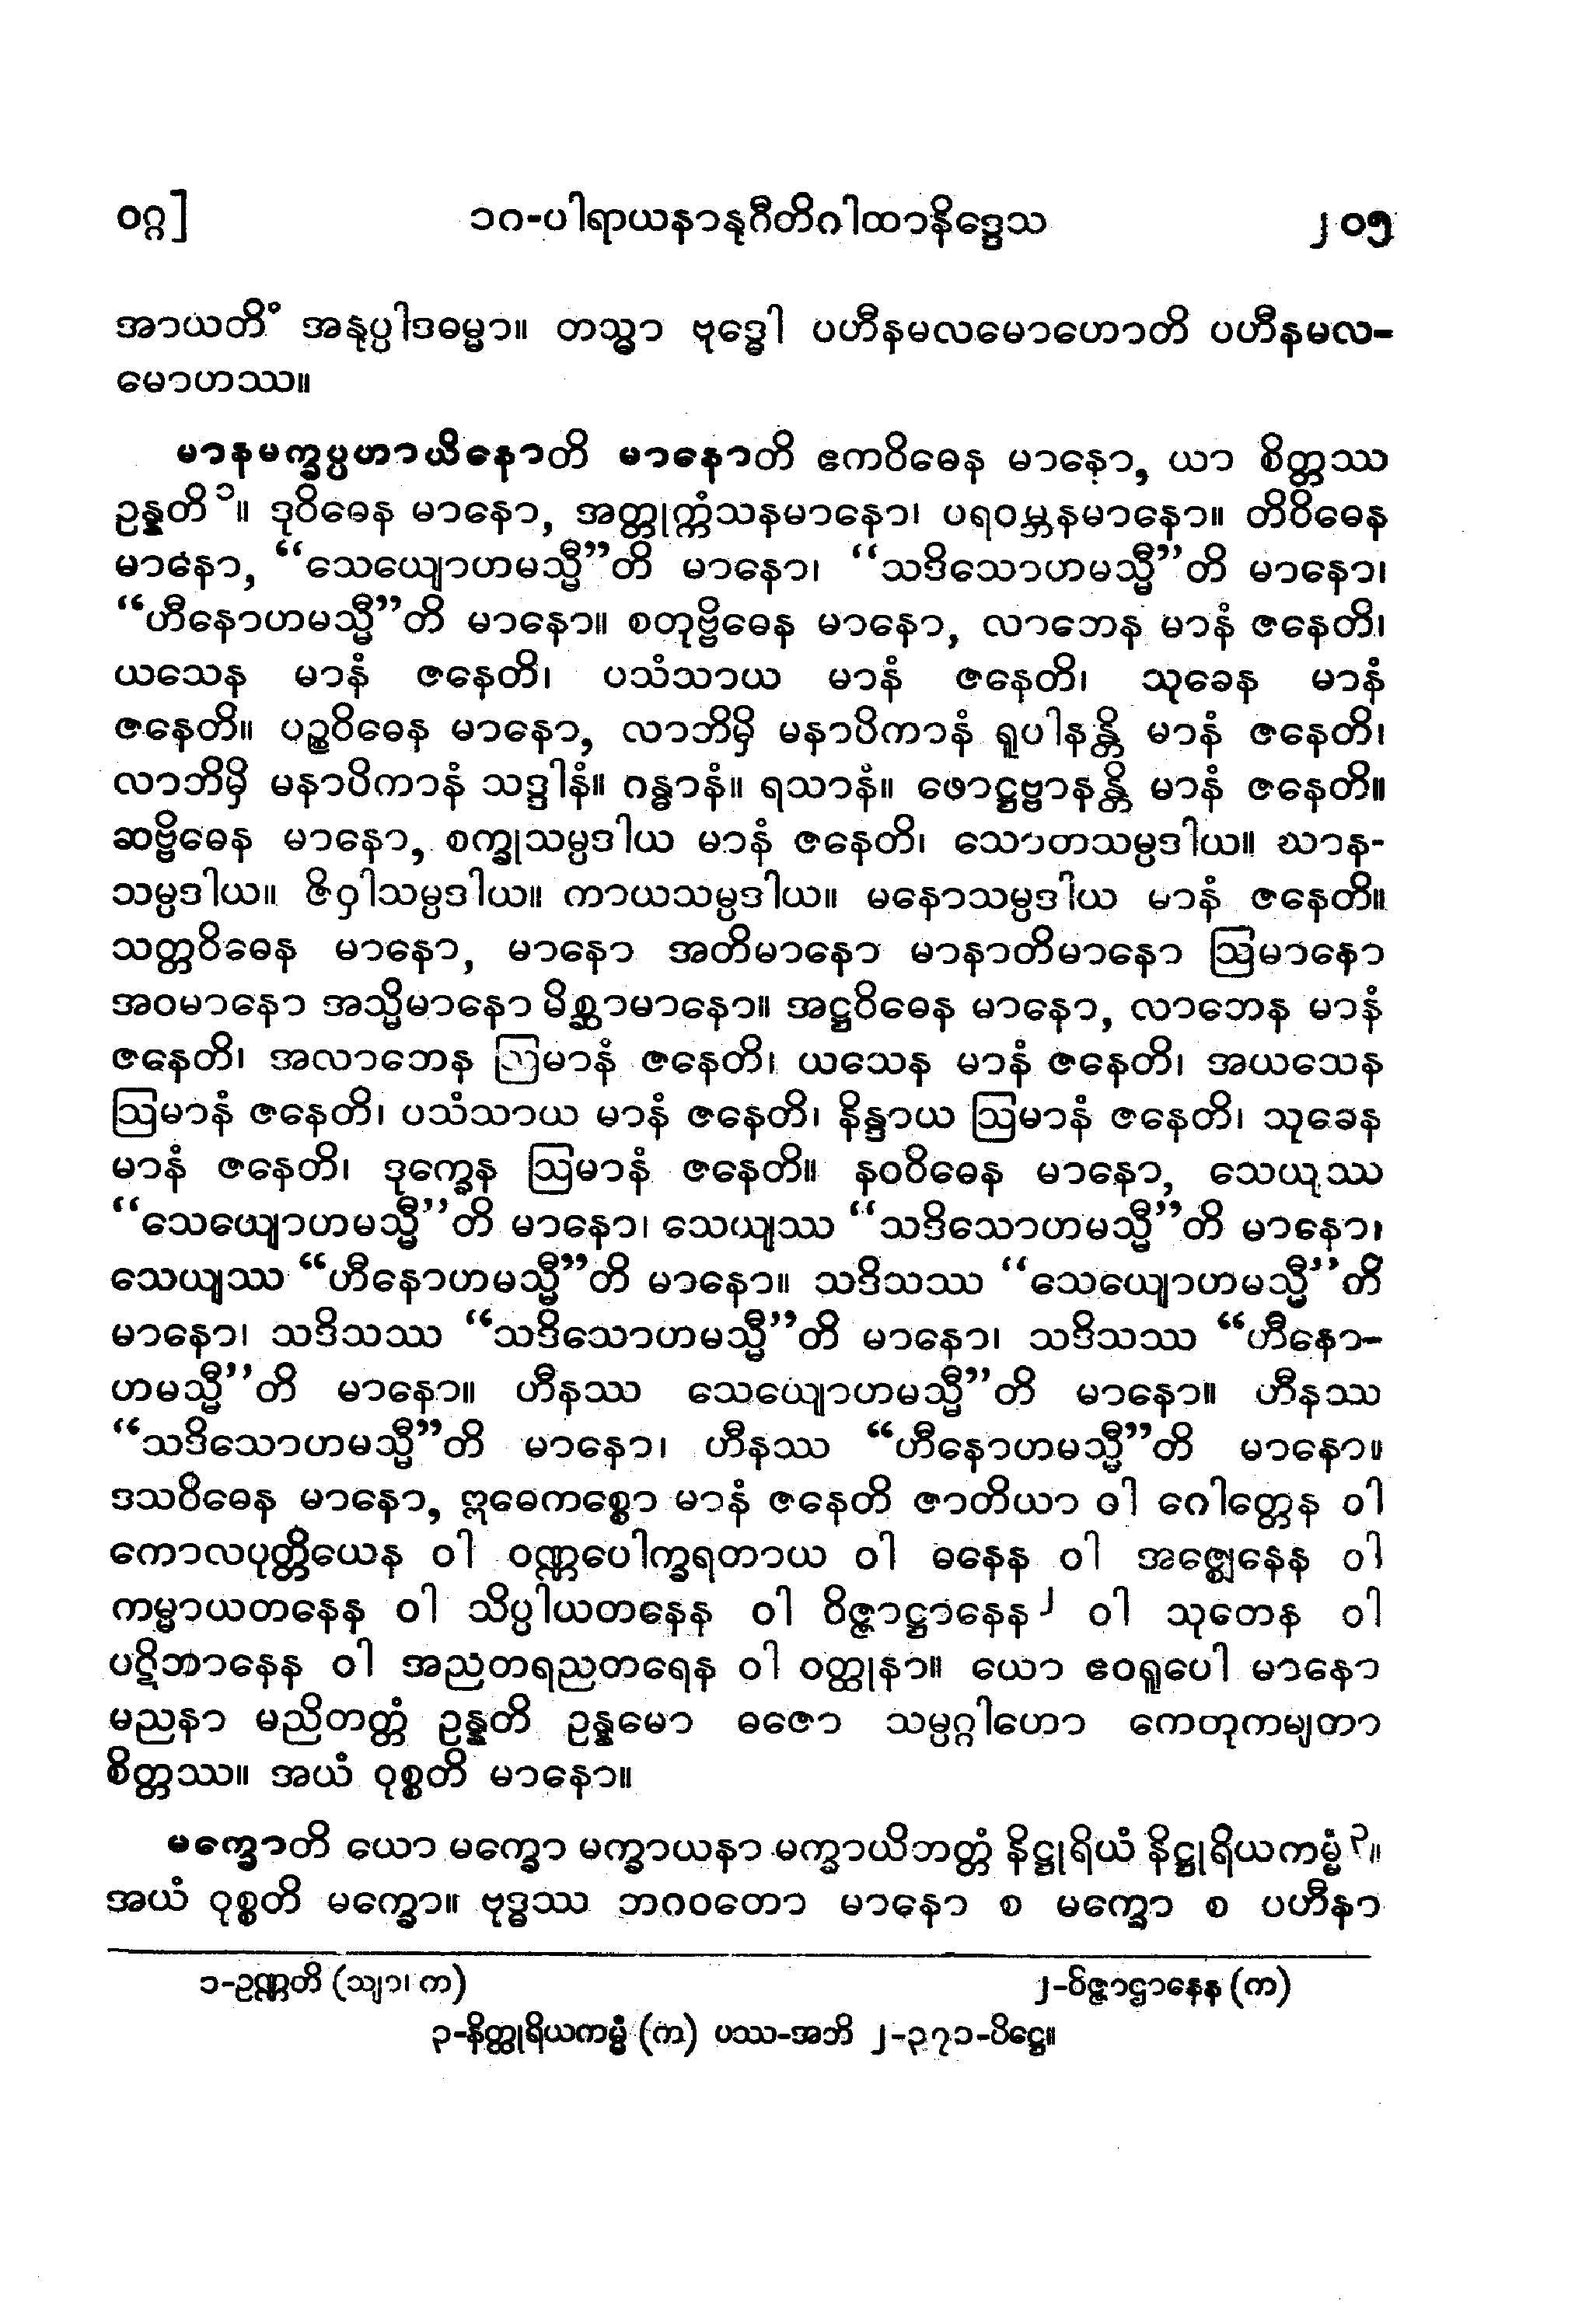 ဝဂ္ဂ] ၁၈-ပါရာယနာနုဂီတိဂါထာနိဒ္ဒေသ ၂၀၅
အာယတိံ အနုပ္ပါဒဓမ္မာ။ တသ္မာ ဗုဒ္ဓေါ ပဟီနမလမောဟောတိ ပဟီနမလ-
မောဟဿ။
မာနမက္ခပ္ပဟာယိနောတိ မာနောတိ ဧကဝိဓေန မာနော, ယာ စိတ္တဿ
ဥန္နတိ ၁။ ဒုဝိဓေန မာနော, အတ္တုက္ကံသနမာနော၊ ပရဝမ္ဘနမာနော။ တိဝိဓေန
မာနော, “သေယျောဟမသ္မီ”တိ မာနော၊ “သဒိသောဟမသ္မီ”တိ မာနော၊
“ဟီနောဟမသ္မီ”တိ မာနော။ စတုဗ္ဗိဓေန မာနော, လာဘေန မာနံ ဇနေတိ၊
ယသေန မာနံ ဇနေတိ၊ ပသံသာယ မာနံ ဇနေတိ၊ သုခေန မာနံ
ဇနေတိ။ ပဉ္စဝိဓေန မာနော, လာဘိမှိ မနာပိကာနံ ရူပါနန္တိ မာနံ ဇနေတိ၊
လာဘိမှိ မနာပိကာနံ သဒ္ဒါနံ။ ဂန္ဓာနံ။ ရသာနံ။ ဖောဋ္ဌဗ္ဗာနန္တိ မာနံ ဇနေတိ။
ဆဗ္ဗိဓေန မာနော, စက္ခုသမ္ပဒါယ မာနံ ဇနေတိ၊ သောတသမ္ပဒါယ။ ဃာန-
သမ္ပဒါယ။ ဇိဝှါသမ္ပဒါယ။ ကာယသမ္ပဒါယ။ မနောသမ္ပဒါယ မာနံ ဇနေတိ။
သတ္တဝိဓေန မာနော, မာနော အတိမာနော မာနာတိမာနော ဩမာနော
အဝမာနော အသ္မိမာနော မိစ္ဆာမာနော။ အဋ္ဌဝိဓေန မာနော, လာဘေန မာနံ
ဇနေတိ၊ အလာဘေန ဩမာနံ ဇနေတိ၊ ယသေန မာနံ ဇနေတိ၊ အယသေန
ဩမာနံ ဇနေတိ၊ ပသံသာယ မာနံ ဇနေတိ၊ နိန္ဒာယ ဩမာနံ ဇနေတိ၊ သုခေန
မာနံ ဇနေတိ၊ ဒုက္ခေန ဩမာနံ ဇနေတိ။ နဝဝိဓေန မာနော, သေယျဿ
“သေယျောဟမသ္မီ”တိ မာနော၊ သေယျဿ “သဒိသောဟမသ္မီ”တိ မာနော၊
သေယျဿ “ဟီနောဟမသ္မီ”တိ မာနော။ သဒိသဿ “သေယျောဟမသ္မီ”တိ
မာနော၊ သဒိသဿ “သဒိသောဟမသ္မီ”တိ မာနော၊ သဒိသဿ “ဟီနော-
ဟမသ္မီ”တိ မာနော။ ဟီနဿ သေယျောဟမသ္မီ”တိ မာနော။ ဟီနဿ
“သဒိသောဟမသ္မီ”တိ မာနော၊ ဟီနဿ “ဟီနောဟမသ္မီ”တိ မာနော။
ဒသဝိဓေန မာနော, ဣဓေကစ္စော မာနံ ဇနေတိ ဇာတိယာ ဝါ ဂေါတ္တေန ဝါ
ကောလပုတ္တိယေန ဝါ ဝဏ္ဏပေါက္ခရတာယ ဝါ ဓနေန ဝါ အဇ္ဈေနေန ဝါ
ကမ္မာယတနေန ဝါ သိပ္ပါယတနေန ဝါ ဝိဇ္ဇာဋ္ဌာနေန ၂ ဝါ သုတေန ဝါ
ပဋိဘာနေန ဝါ အညတရညတရေန ဝါ ဝတ္ထုနာ။ ယော ဧဝရူပေါ မာနော
မညနာ မညိတတ္တံ ဥန္နတိ ဥန္နမော ဓဇော သမ္ပဂ္ဂါဟော ကေတုကမျတာ
စိတ္တဿ။ အယံ ဝုစ္စတိ မာနော။
မက္ခောတိ ယော မက္ခော မက္ခာယနာ မက္ခာယိတတ္တံ နိဋ္ဌုရိယံ နိဋ္ဌုရိယကမ္မံ ၃။
အယံ ဝုစ္စတိ မက္ခော။ ဗုဒ္ဓဿ ဘဂဝတော မာနော စ မက္ခော စ ပဟီနာ
၁-ဥဏ္ဏတိ (သျာ၊ က) ၂-ဝိဇ္ဇာဌာနေန (က)
၃-နိတ္ထုရိယကမ္မံ (က) ပဿ-အဘိ ၂-၃၇၁-ပိဋ္ဌေ။